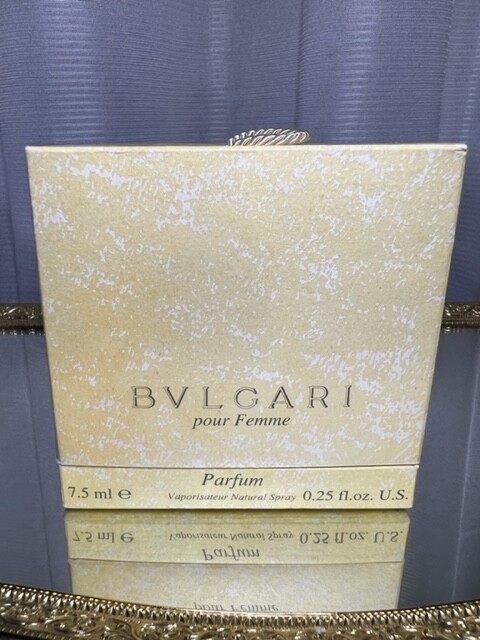 BVLGARI
pour Femme
Parfum
7.5 ml ℮ Vaporisateur Natural Spray 0.25 fl.oz. U.S.